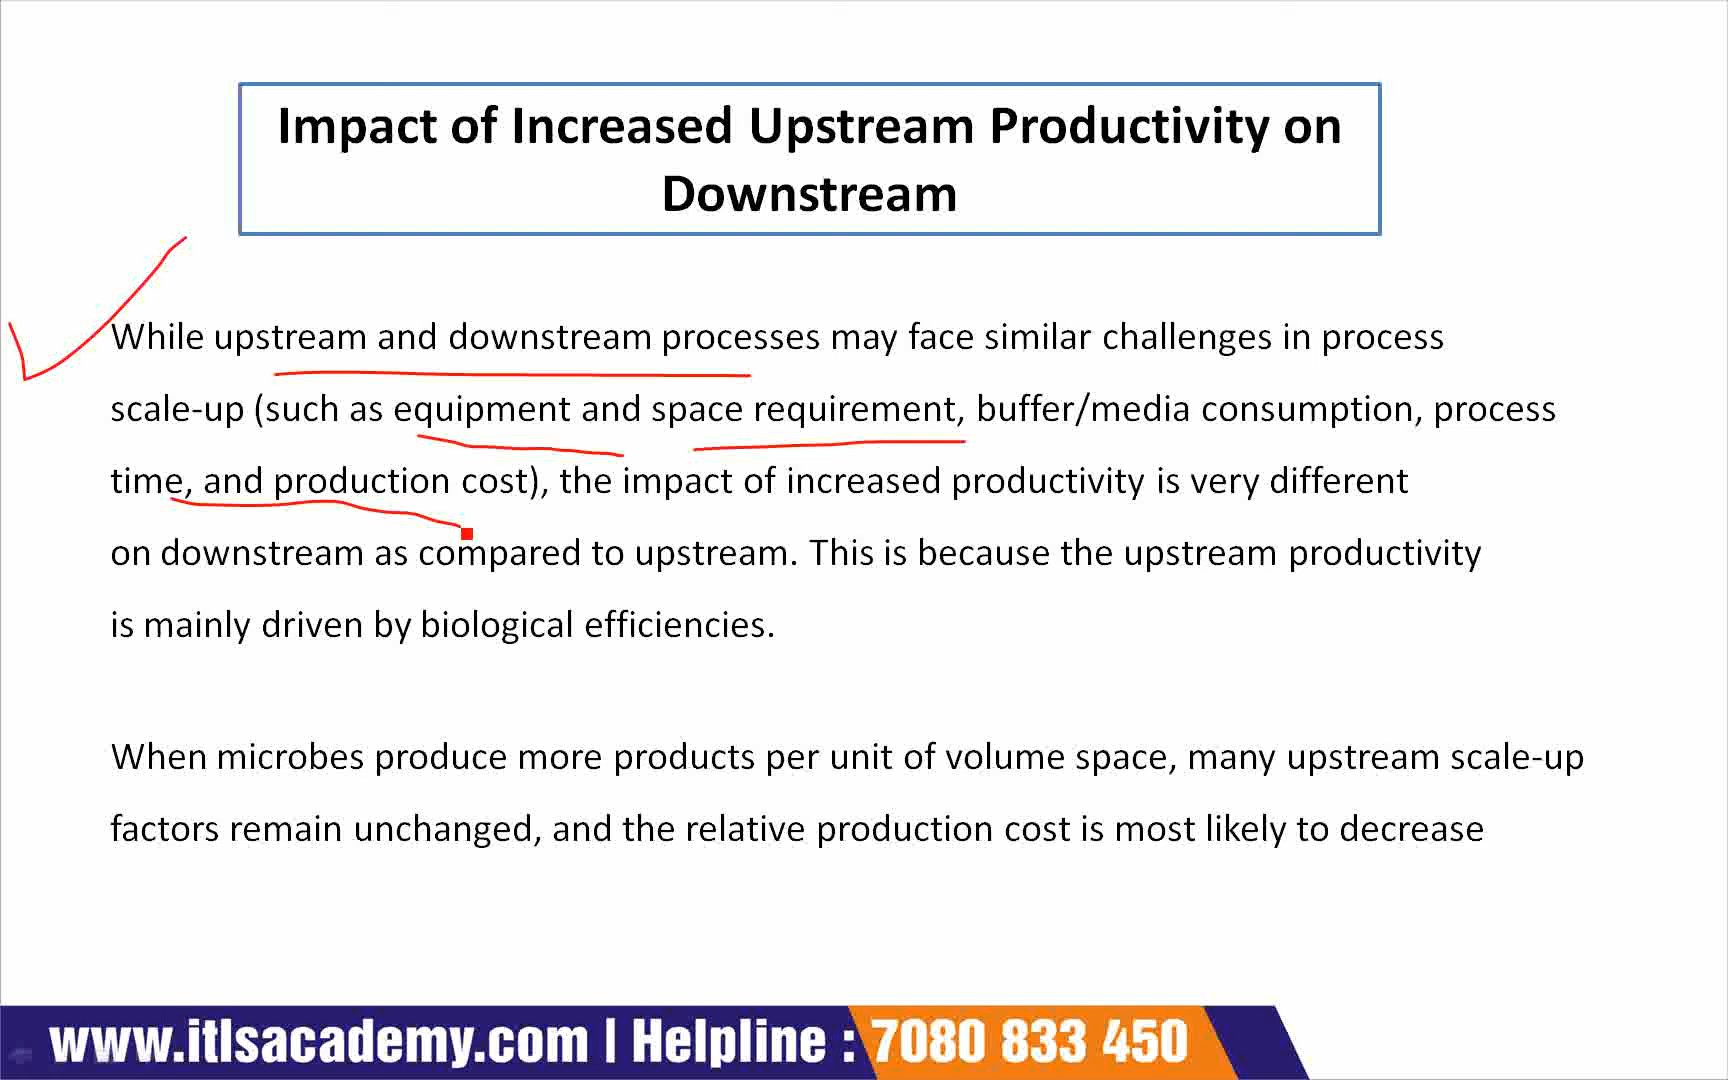 Impact of Increased Upstream Productivity on
Downstream
While upstream and downstream processes may face similar challenges in process
scale-up (such as equipment and space requirement, buffer/media consumption, process
time, and production cost), the impact of increased productivity is very different
on downstream as compared to upstream. This is because the upstream productivity
is mainly driven by biological efficiencies.
When microbes produce more products per unit of volume space, many upstream scale-up
factors remain unchanged, and the relative production cost is most likely to decrease
www.itlsacademy.com | Helpline : 7080 833 450